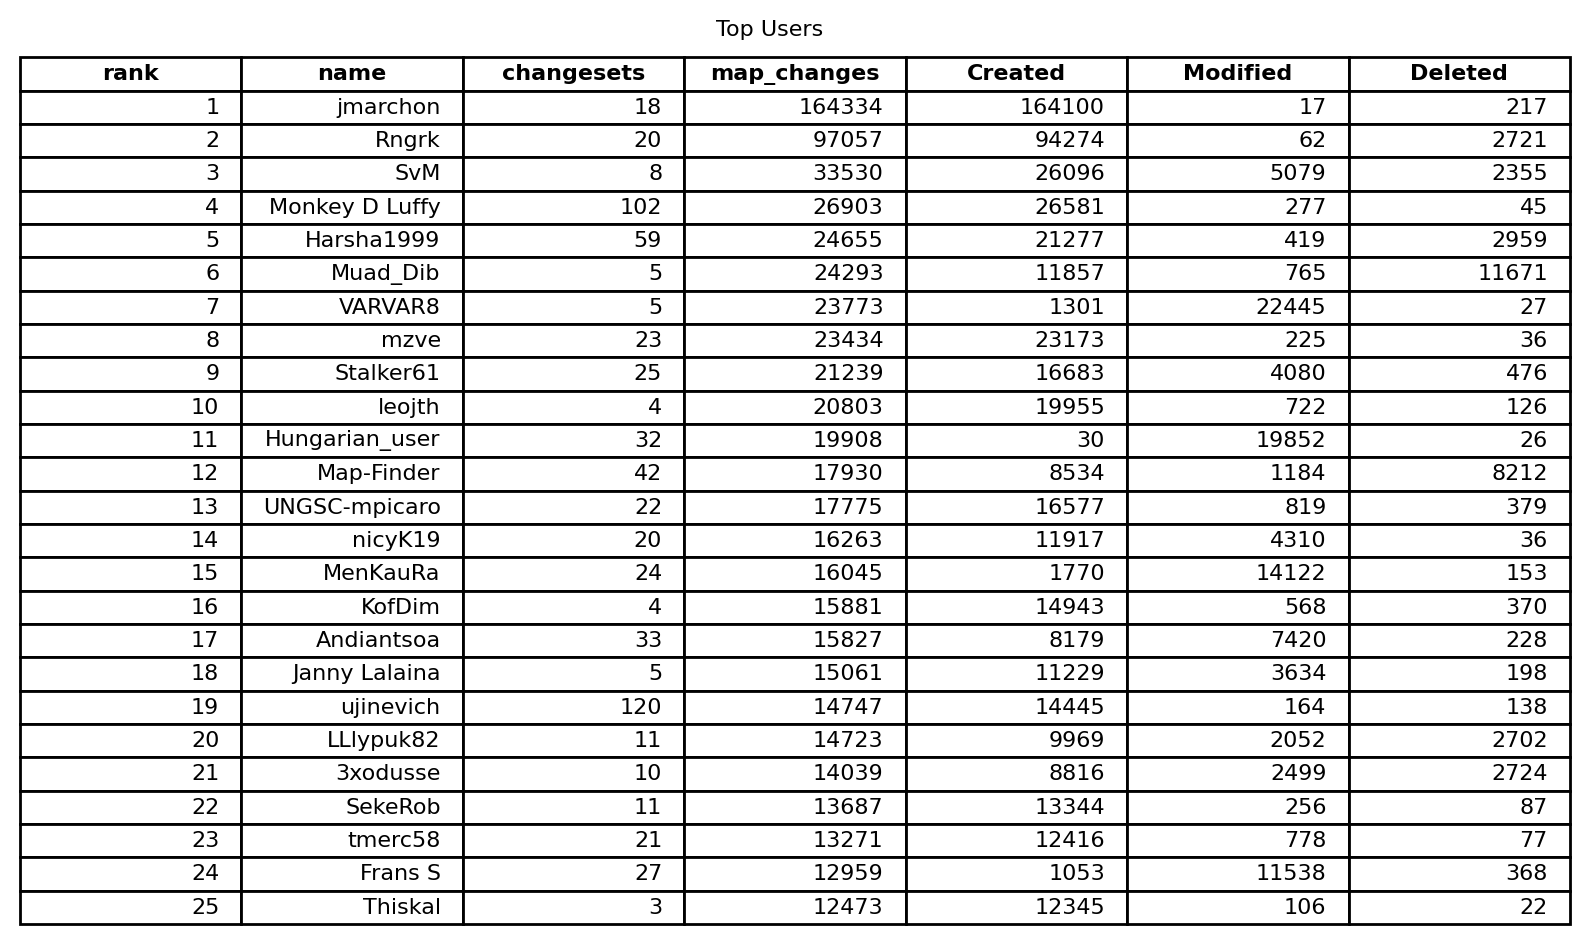 Top Users
rank name changesets map_changes Created Modified Deleted
1 jmarchon 18 164334 164100 17 217
2 Rngrk 20 97057 94274 62 2721
3 SvM 8 33530 26096 5079 2355
4 Monkey D Luffy 102 26903 26581 277 45
5 Harsha1999 59 24655 21277 419 2959
6 Muad_Dib 5 24293 11857 765 11671
7 VARVAR8 5 23773 1301 22445 27
8 mzve 23 23434 23173 225 36
9 Stalker61 25 21239 16683 4080 476
10 leojth 4 20803 19955 722 126
11 Hungarian_user 32 19908 30 19852 26
12 Map-Finder 42 17930 8534 1184 8212
13 UNGSC-mpicaro 22 17775 16577 819 379
14 nicyK19 20 16263 11917 4310 36
15 MenKauRa 24 16045 1770 14122 153
16 KofDim 4 15881 14943 568 370
17 Andiantsoa 33 15827 8179 7420 228
18 Janny Lalaina 5 15061 11229 3634 198
19 ujinevich 120 14747 14445 164 138
20 LLlypuk82 11 14723 9969 2052 2702
21 3xodusse 10 14039 8816 2499 2724
22 SekeRob 11 13687 13344 256 87
23 tmerc58 21 13271 12416 778 77
24 Frans S 27 12959 1053 11538 368
25 Thiskal 3 12473 12345 106 22